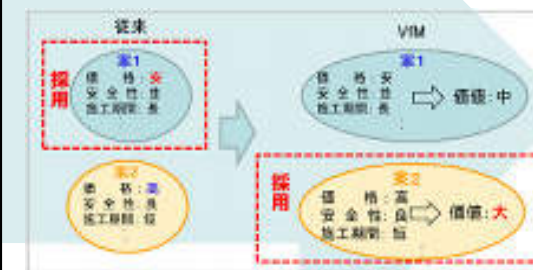 従来
採用
案1
価格：安
安全性：並
施工期間：長
案2
価格：高
安全性：良
施工期間：短
VfM
案1
価格：安
安全性：並
施工期間：長
価値：中
採用
案2
価格：高
安全性：良
施工期間：短
価値：大